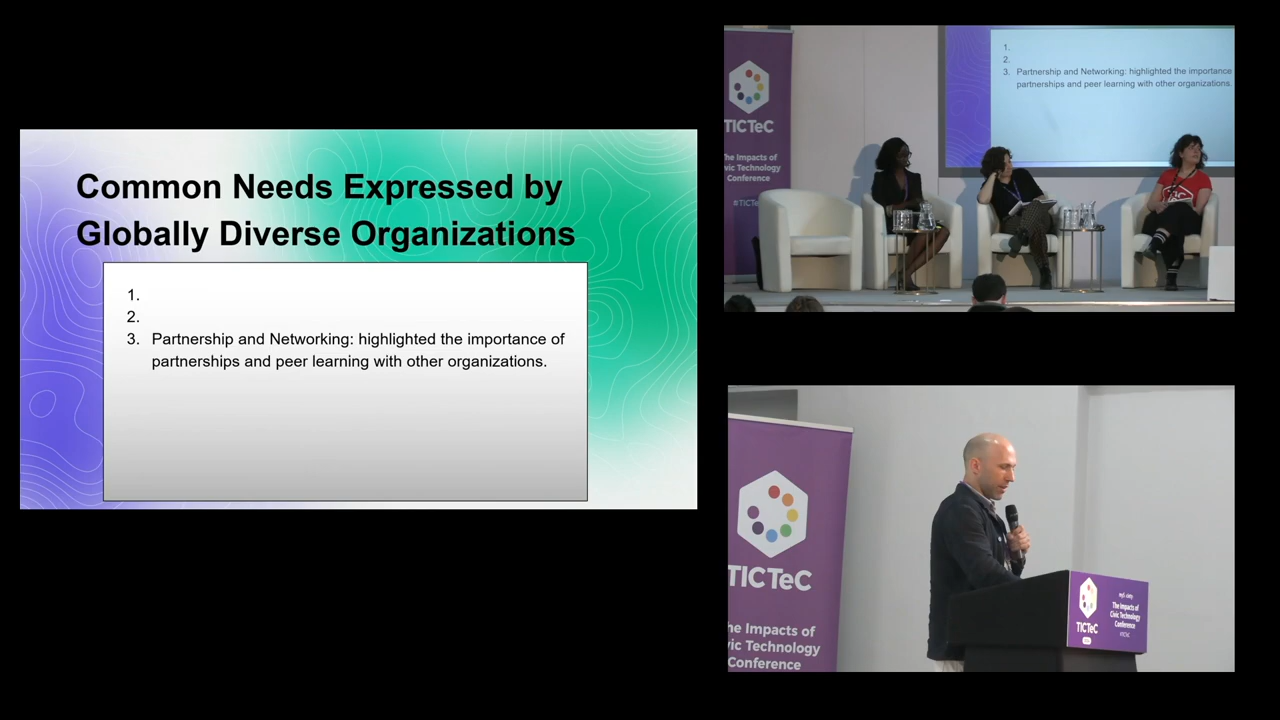 Common Needs Expressed by
Globally Diverse Organizations
1.
2.
3. Partnership and Networking: highlighted the importance of
partnerships and peer learning with other organizations.
1.
2.
3. Partnership and Networking: highlighted the importance
partnerships and peer learning with other organizations.
TICTeC
The Impacts of
Civic Technology
Conference
#TICTe
TICTeC
he Impacts of
vic Technology
Conference
TICTeC
The Impacts of
Civic Technology
Conference